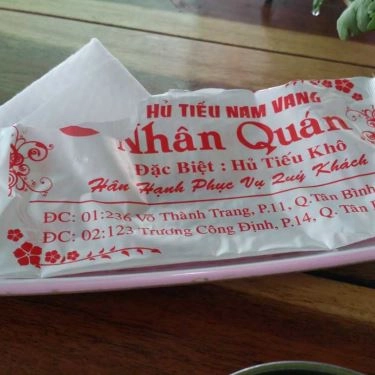 HỦ TIẾU NAM VANG
Nhân Quán
Đặc Biệt : Hủ Tiếu Khô
Hân Hạnh Phục Vụ Quý Khách
ĐC: 01:236 Võ Thành Trang, P.11, Q.Tân Bình
ĐC: 02:123 Trương Công Định, P.14, Q.Tân